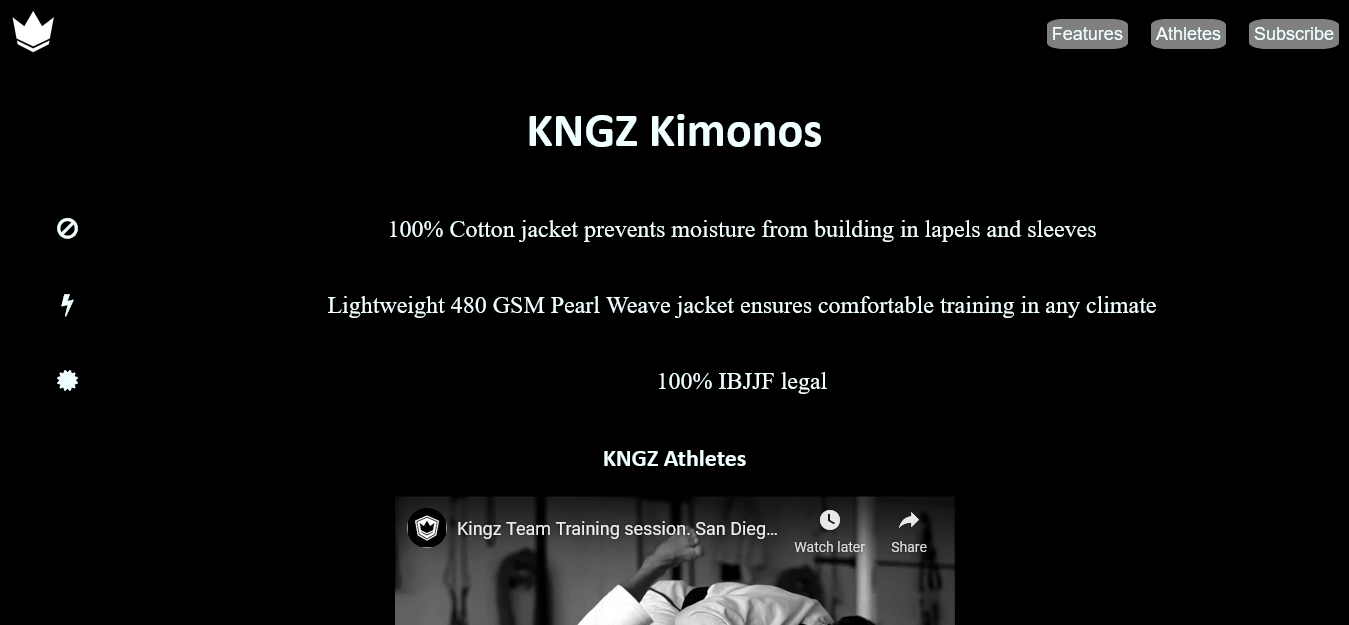 Features Athletes Subscribe
KNGZ Kimonos
100% Cotton jacket prevents moisture from building in lapels and sleeves
Lightweight 480 GSM Pearl Weave jacket ensures comfortable training in any climate
100% IBJJF legal
KNGZ Athletes
Kingz Team Training session. San Dieg...
Watch later Share